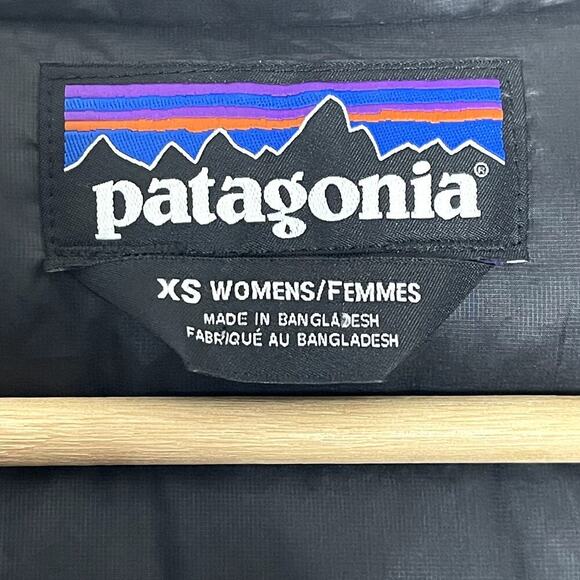 patagonia®
XS WOMENS/FEMMES
MADE IN BANGLADESH
FABRIQUÉ AU BANGLADESH